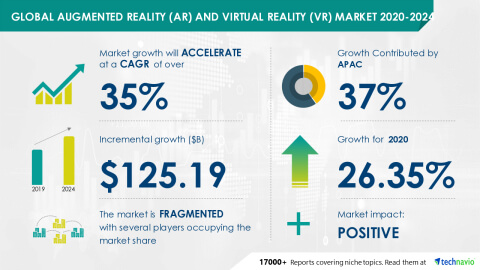 GLOBAL AUGMENTED REALITY (AR) AND VIRTUAL REALITY (VR) MARKET 2020-2024
Market growth will ACCELERATE
at a CAGR of over
35%
Growth Contributed by
APAC
37%
Incremental growth ($B)
$125.19
2019 2024
Growth for 2020
26.35%
The market is FRAGMENTED
with several players occupying the
market share
Market impact:
POSITIVE
17000+ Reports covering niche topics. Read them at technavio